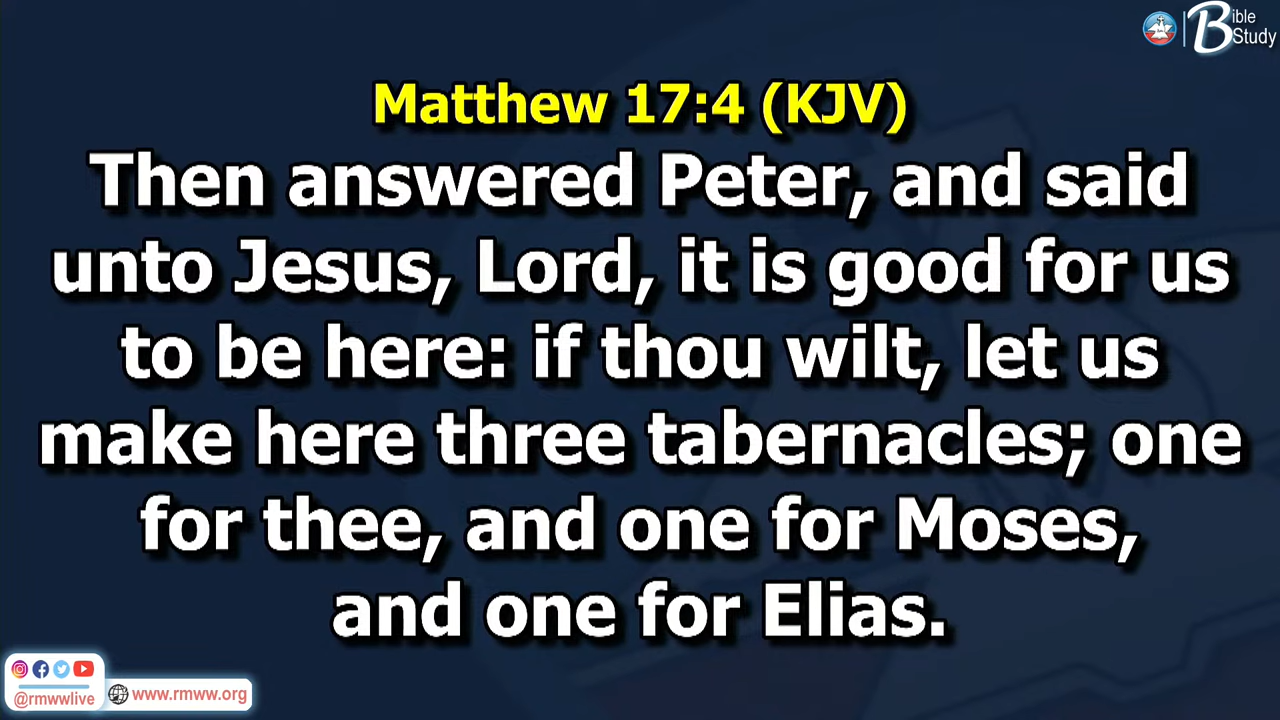 Bible
Study
Matthew 17:4 (KJV)
Then answered Peter, and said
unto Jesus, Lord, it is good for us
to be here: if thou wilt, let us
make here three tabernacles; one
for thee, and one for Moses,
and one for Elias.
@rmwwlive
www.rmww.org